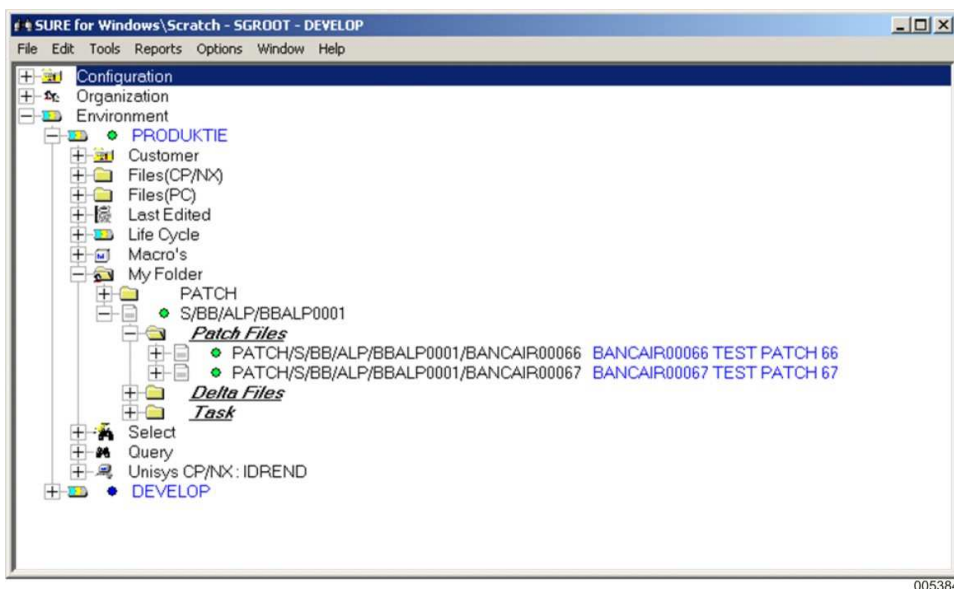 SURE for Windows\Scratch - SGROOT - DEVELOP
File Edit Tools Reports Options Window Help
Configuration
Organization
Environment
PRODUKTIE
Customer
Files(CP/NX)
Files(PC)
Last Edited
Life Cycle
Macro's
My Folder
PATCH
S/BB/ALP/BBALP0001
Patch Files
PATCH/S/BB/ALP/BBALP0001/BANCAIR00066 BANCAIR00066 TEST PATCH 66
PATCH/S/BB/ALP/BBALP0001/BANCAIR00067 BANCAIR00067 TEST PATCH 67
Delta Files
Task
Select
Query
Unisys CP/NX : IDREND
DEVELOP
005384